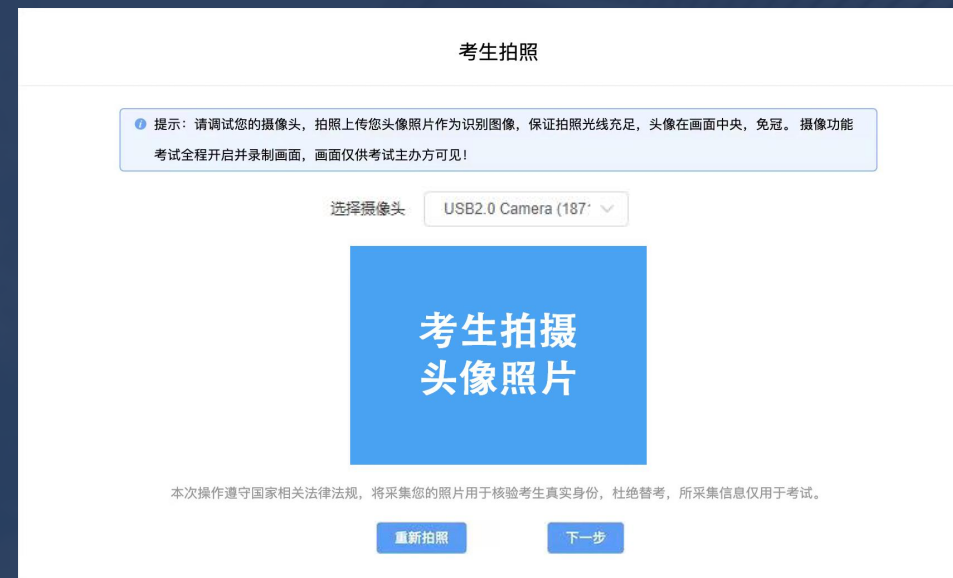 考生拍照
提示：请调试您的摄像头，拍照上传您头像照片作为识别图像，保证拍照光线充足，头像在画面中央，免冠。摄像功能
考试全程开启并录制画面，画面仅供考试主办方可见！
选择摄像头 USB2.0 Camera (187
考生拍摄
头像照片
本次操作遵守国家相关法律法规，将采集您的照片用于核验考生真实身份，杜绝替考，所采集信息仅用于考试。
重新拍照 下一步